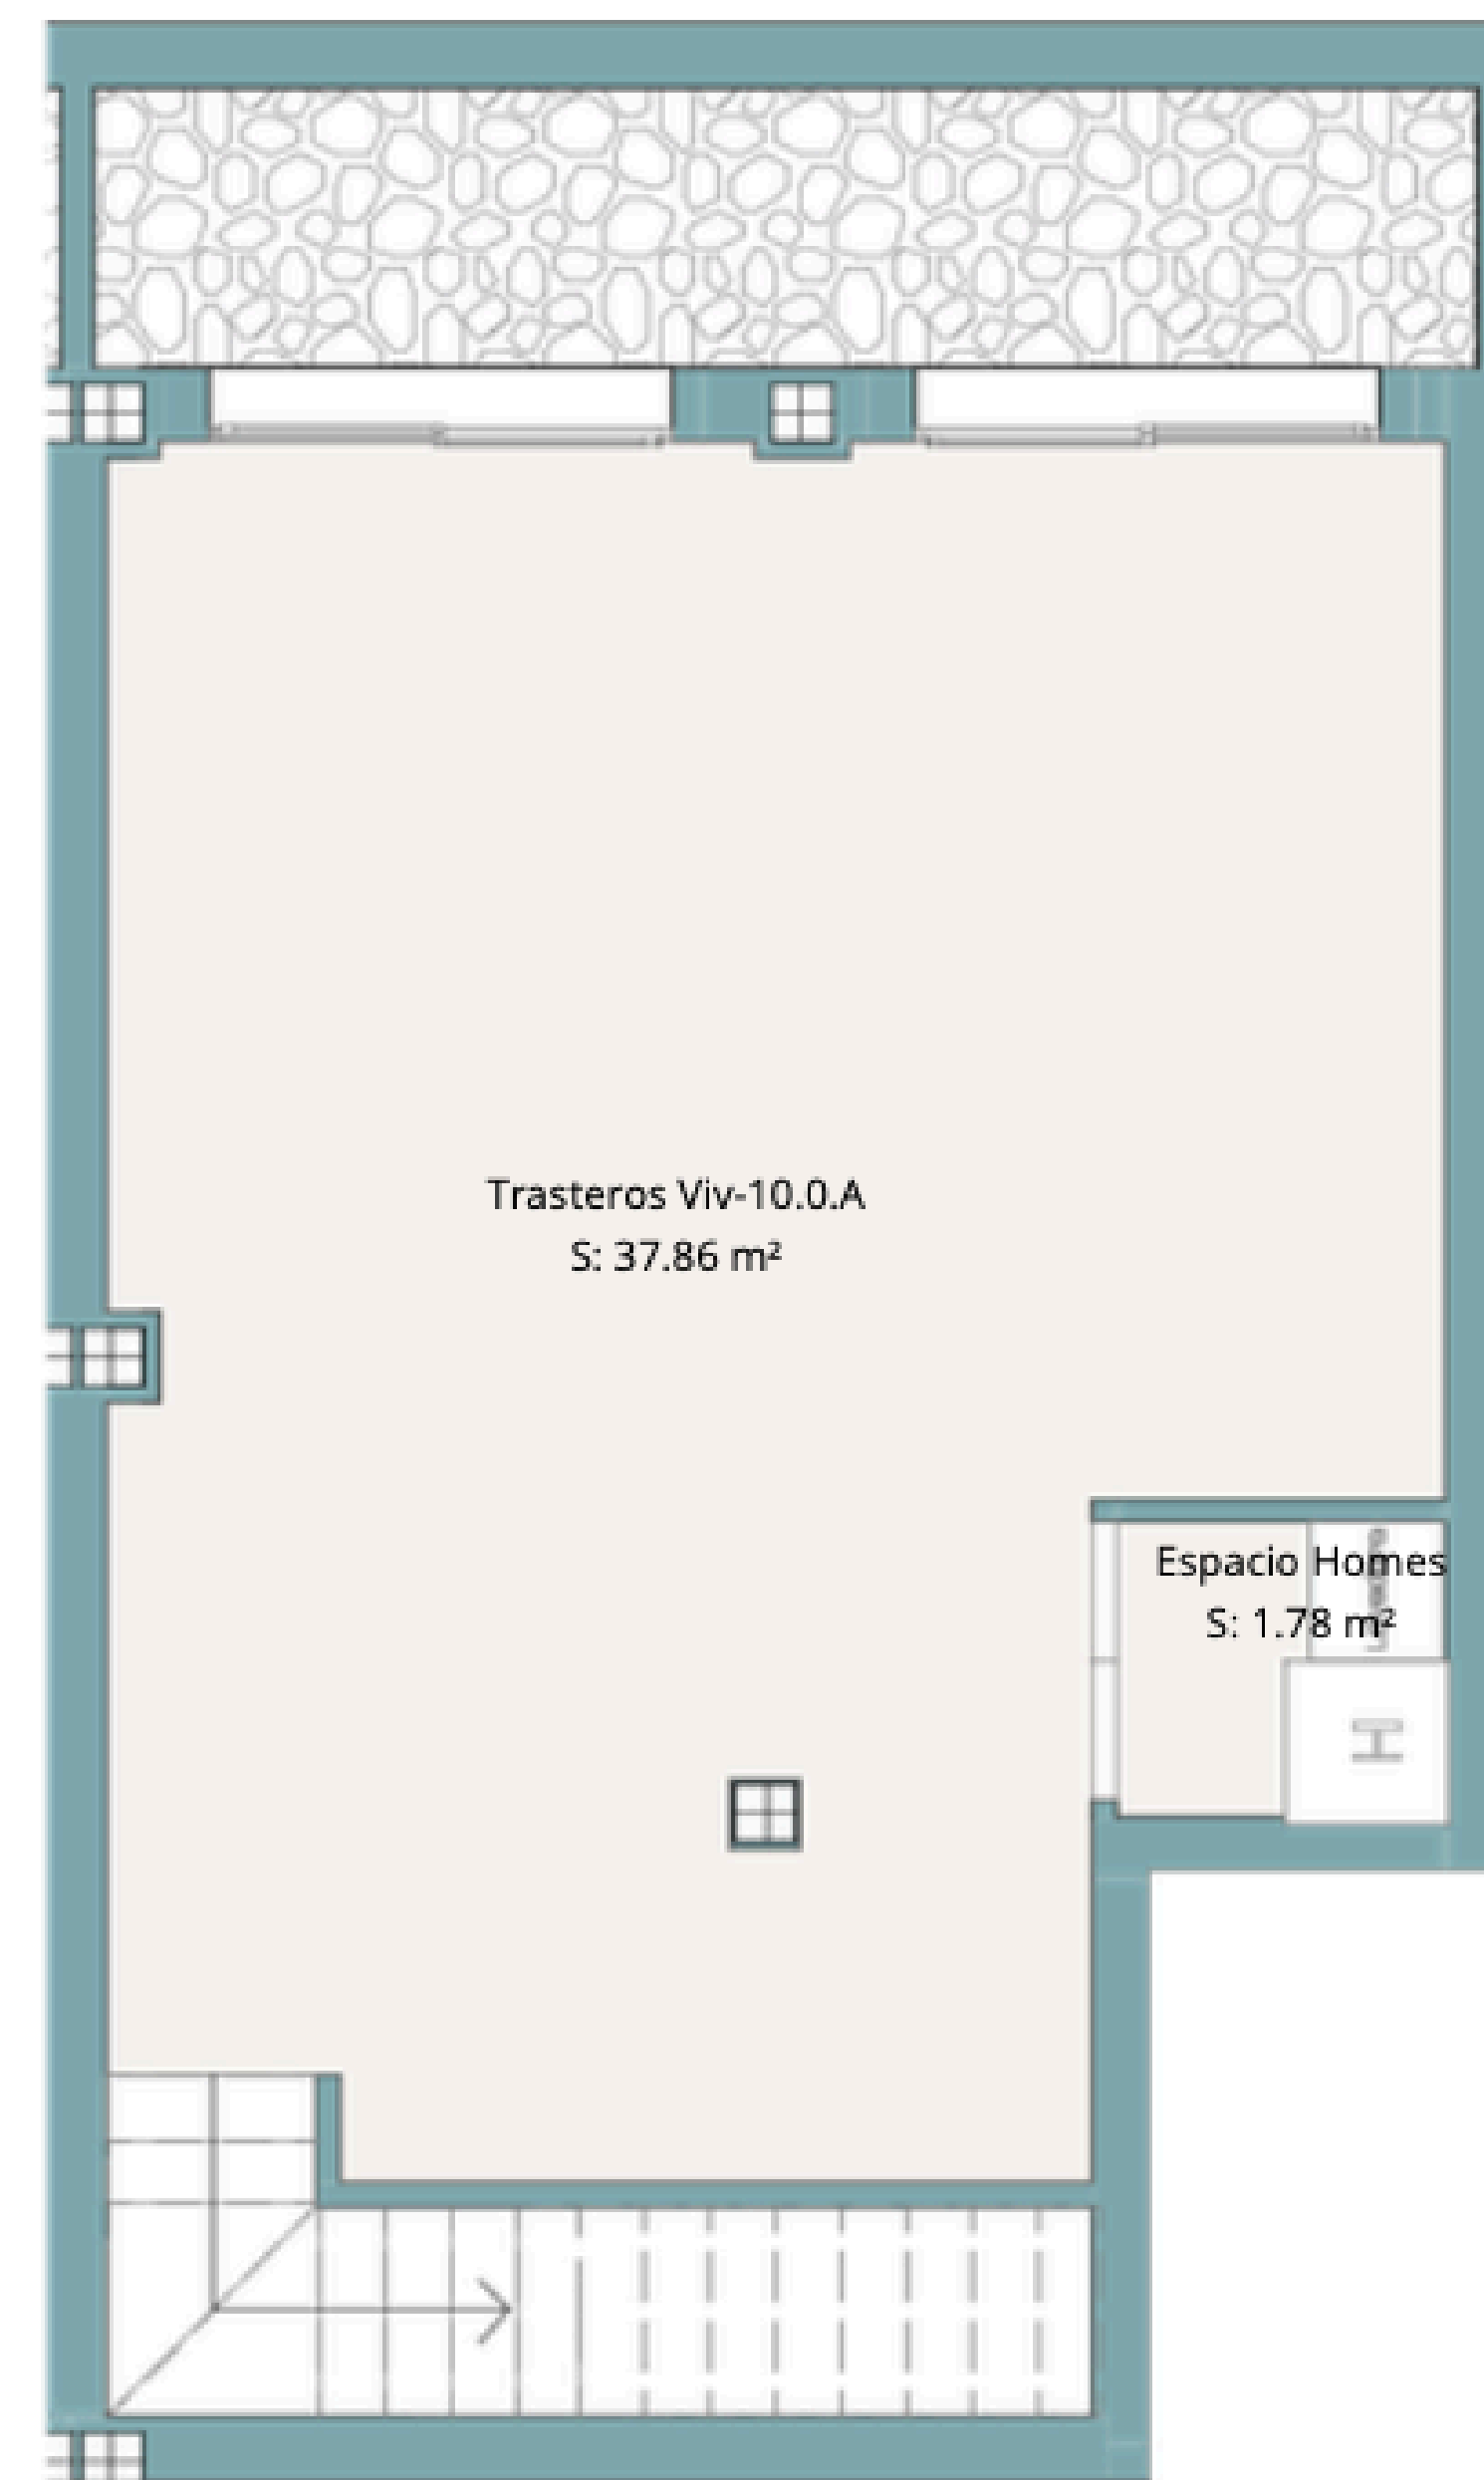 Trasteros Viv-10.0.A
S: 37.86 m²
Espacio Homes
S: 1.78 m²
H